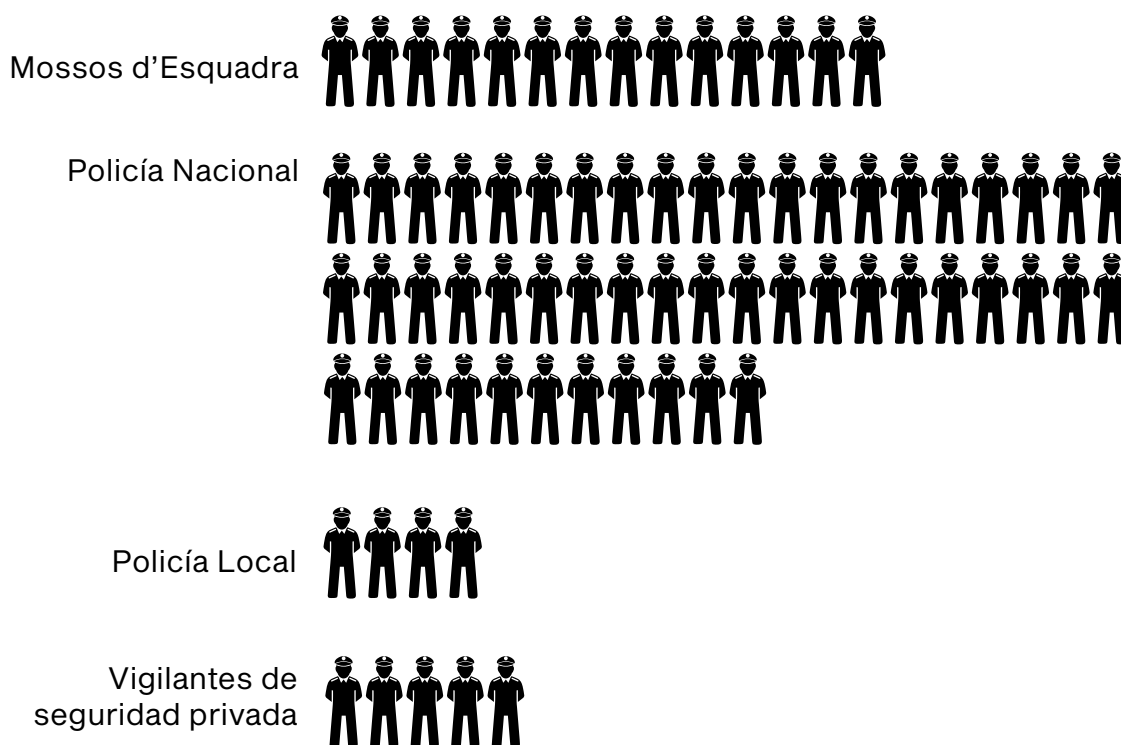 Mossos d’Esquadra
Policía Nacional
Policía Local
Vigilantes de
seguridad privada